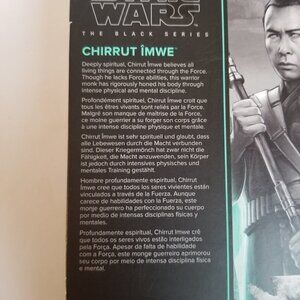 STAR
WARS
THE BLACK SERIES
CHIRRUT ÎMWE™
Deeply spiritual, Chirrut Îmwe believes all
living things are connected through the Force.
Though he lacks Force abilities, this warrior
monk has rigorously honed his body through
intense physical and mental discipline.
Profondément spirituel, Chirrut Îmwe croit que
tous les êtres vivants sont reliés par la Force.
Malgré son manque de maîtrise de la Force,
ce moine guerrier a su forger son corps grâce
à une intense discipline physique et mentale.
Chirrut Îmwe ist sehr spirituell und glaubt, dass
alle Lebewesen durch die Macht verbunden
sind. Dieser Kriegermönch hat zwar nicht die
Fähigkeit, die Macht anzuwenden, sein Körper
ist jedoch durch intensives physisches und
mentales Training gestählt.
Hombre profundamente espiritual, Chirrut
Îmwe cree que todos los seres vivientes están
vinculados a través de la Fuerza. Aunque
carece de habilidades con la Fuerza, este
monje guerrero ha perfeccionado su cuerpo
por medio de intensas disciplinas físicas y
mentales.
Profundamente espiritual, Chirrut Îmwe crê
que todos os seres vivos estão interligados
pela Força. Apesar da falta de habilidade
com a Força, este monge guerreiro aprimorou
seu corpo por meio de intensa disciplina física
e mental.